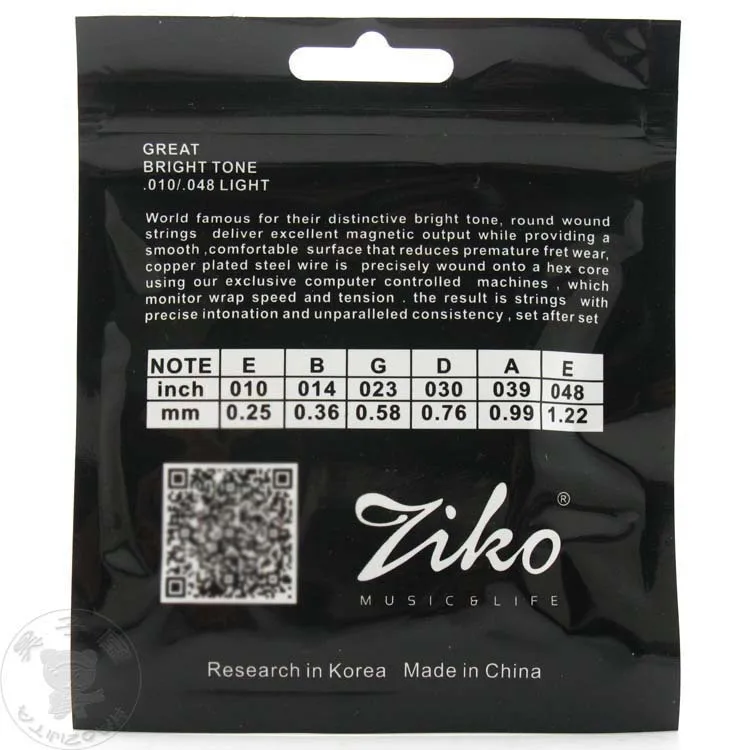 GREAT
BRIGHT TONE
.010/.048 LIGHT
World famous for their distinctive bright tone, round wound
strings deliver excellent magnetic output while providing a
smooth ,comfortable surface that reduces premature fret wear,
copper plated steel wire is precisely wound onto a hex core
using our exclusive computer controlled machines , which
monitor wrap speed and tension . the result is strings with
precise intonation and unparalleled consistency , set after set
NOTE E B G D A E
inch 010 014 023 030 039 048
mm 0.25 0.36 0.58 0.76 0.99 1.22
Ziko ®
MUSIC & LIFE
Research in Korea Made in China